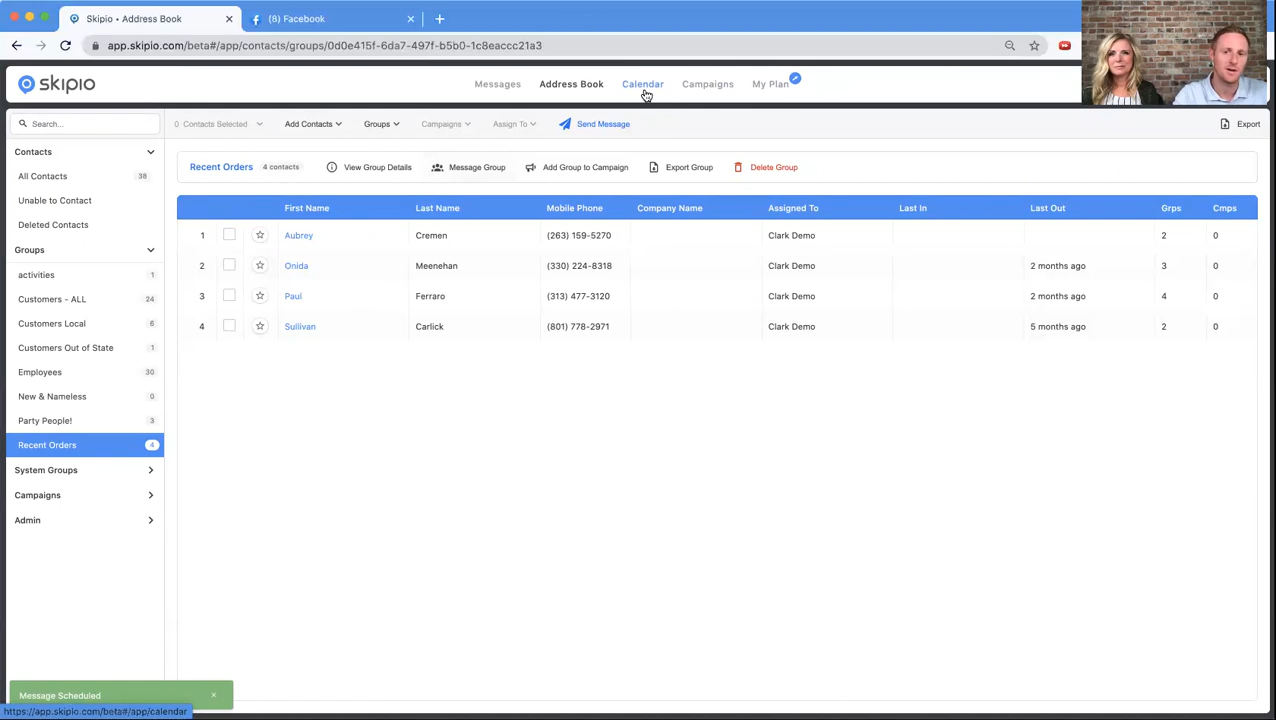 Skipio • Address Book
(8) Facebook
app.skipio.com/beta#/app/contacts/groups/0d0e415f-6da7-497f-b5b0-1c8eaccc21a3
skipio
Messages Address Book Calendar Campaigns My Plan
Search...
0 Contacts Selected Add Contacts Groups Campaigns Assign To Send Message Export
Contacts
All Contacts 38
Unable to Contact
Deleted Contacts
Groups
activities 1
Customers - ALL 24
Customers Local 6
Customers Out of State 1
Employees 30
New & Nameless 0
Party People! 3
Recent Orders 4
System Groups
Campaigns
Admin
Recent Orders 4 contacts View Group Details Message Group Add Group to Campaign Export Group Delete Group
First Name Last Name Mobile Phone Company Name Assigned To Last In Last Out Grps Cmps
1 Aubrey Cremen (263) 159-5270 Clark Demo 2 0
2 Onida Meenehan (330) 224-8318 Clark Demo 2 months ago 3 0
3 Paul Ferraro (313) 477-3120 Clark Demo 2 months ago 4 0
4 Sullivan Carlick (801) 778-2971 Clark Demo 5 months ago 2 0
Message Scheduled ×
https://app.skipio.com/beta#/app/calendar